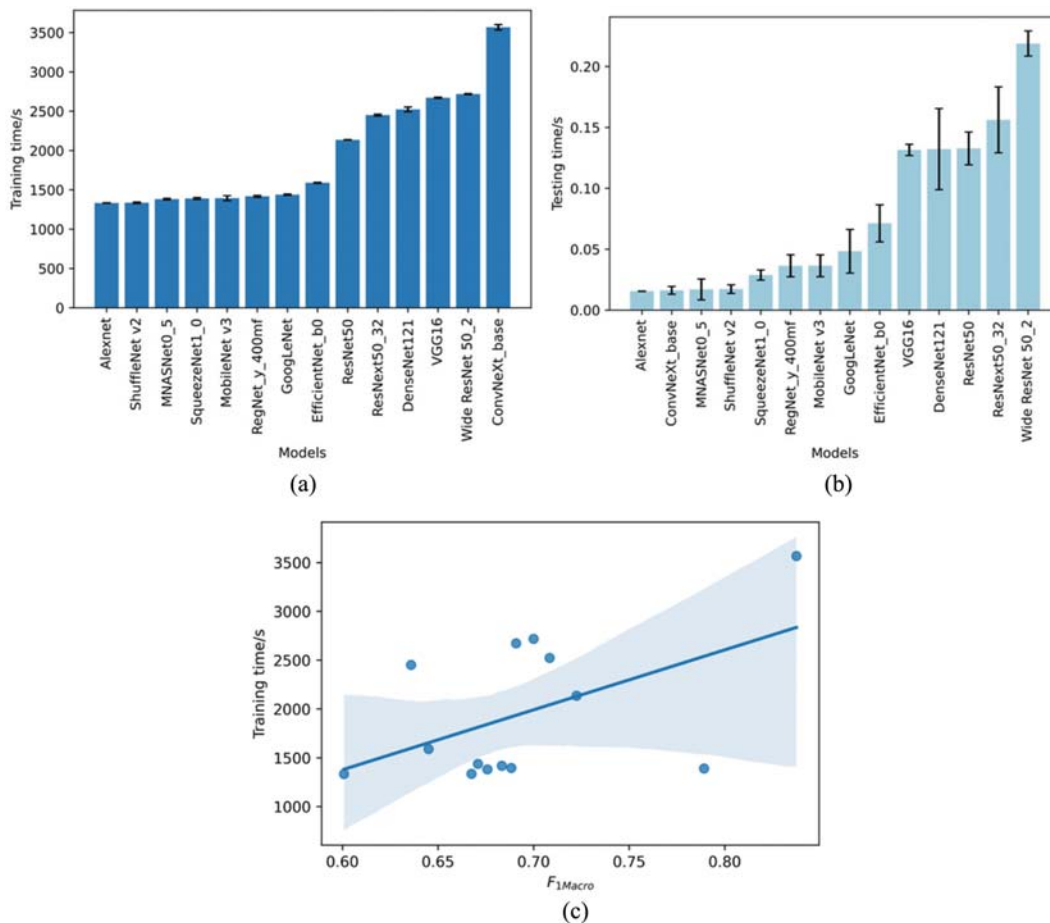 3500
3000
2500
2000
1500
1000
500
0
Training time/s
Alexnet
ShuffleNet v2
MNASNet0_5
SqueezeNet1_0
MobileNet v3
RegNet_y_400mf
GoogLeNet
EfficientNet_b0
ResNet50
ResNext50_32
DenseNet121
VGG16
Wide ResNet 50_2
ConvNeXt_base
Models
(a)
0.20
0.15
0.10
0.05
0.00
Testing time/s
Alexnet
ConvNeXt_base
MNASNet0_5
ShuffleNet v2
SqueezeNet1_0
RegNet_y_400mf
MobileNet v3
GoogLeNet
EfficientNet_b0
VGG16
DenseNet121
ResNet50
ResNext50_32
Wide ResNet 50_2
Models
(b)
3500
3000
2500
2000
1500
1000
Training time/s
0.60 0.65 0.70 0.75 0.80
F1Macro
(c)